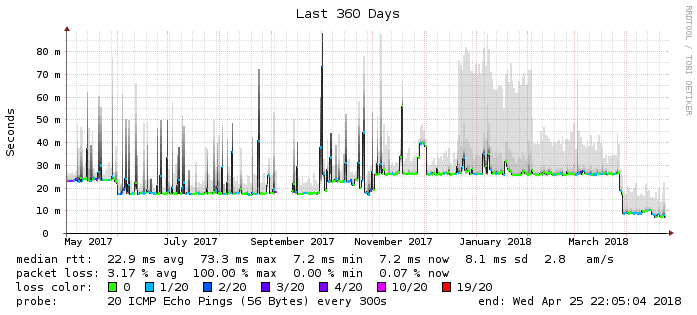 Last 360 Days
RRDTOOL / TOBI OETIKER
Seconds
80 m
70 m
60 m
50 m
40 m
30 m
20 m
10 m
0
May 2017 July 2017 September 2017 November 2017 January 2018 March 2018
median rtt: 22.9 ms avg 73.3 ms max 7.2 ms min 7.2 ms now 8.1 ms sd 2.8 am/s
packet loss: 3.17 % avg 100.00 % max 0.00 % min 0.07 % now
loss color: 0 1/20 2/20 3/20 4/20 10/20 19/20
probe: 20 ICMP Echo Pings (56 Bytes) every 300s end: Wed Apr 25 22:05:04 2018